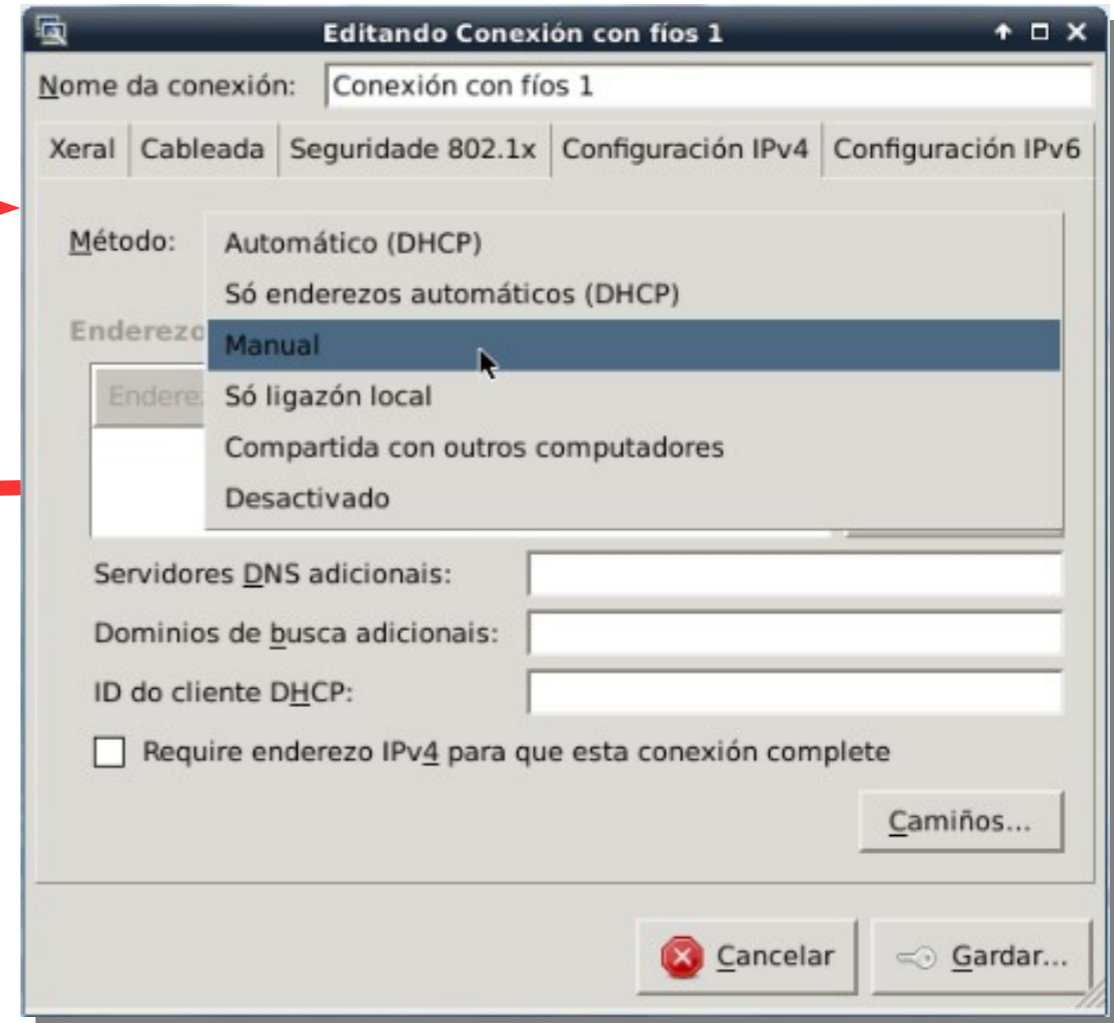 Editando Conexión con fíos 1
Nome da conexión: Conexión con fíos 1
Xeral Cableada Seguridade 802.1x Configuración IPv4 Configuración IPv6
Método: Automático (DHCP)
Só enderezos automáticos (DHCP)
Manual
Só ligazón local
Compartida con outros computadores
Desactivado
Servidores DNS adicionais:
Dominios de busca adicionais:
ID do cliente DHCP:
Require enderezo IPv4 para que esta conexión complete
Camiños...
Cancelar Gardar...